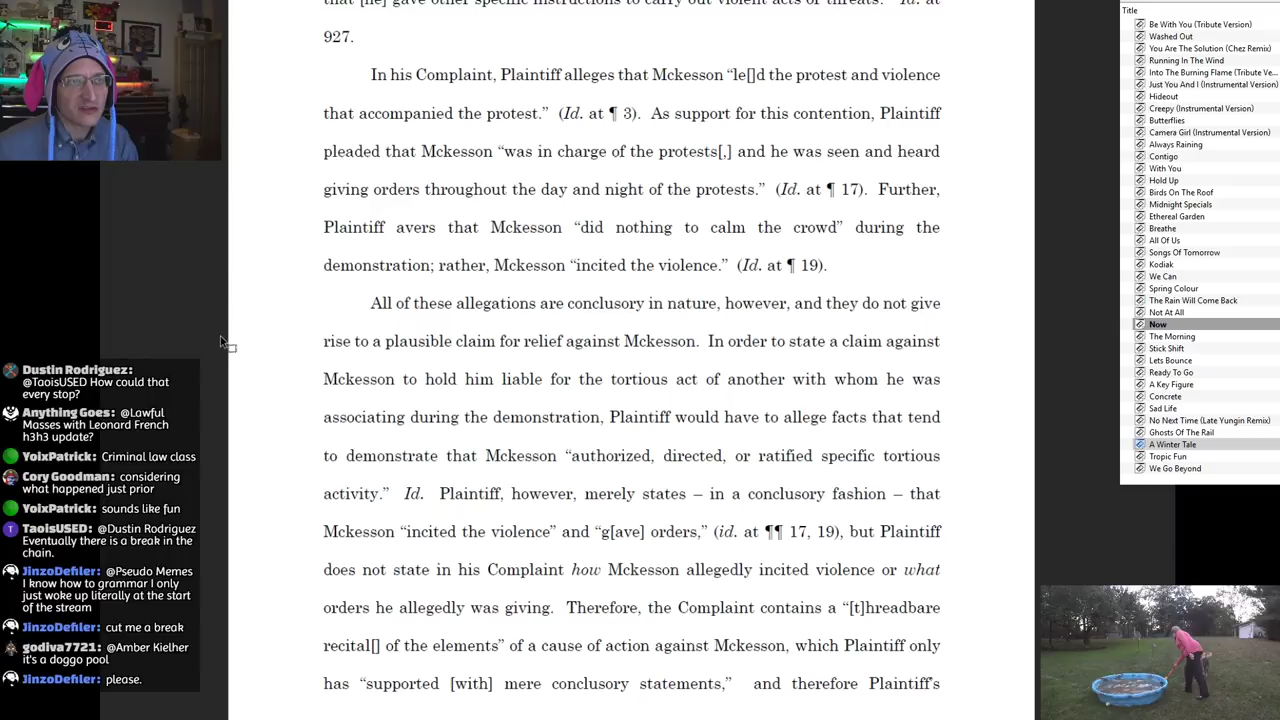 that [he] gave other specific instructions to carry out violent acts or threats." Id. at
927.
In his Complaint, Plaintiff alleges that Mckesson "le[]d the protest and violence
that accompanied the protest." (Id. at ¶ 3). As support for this contention, Plaintiff
pleaded that Mckesson "was in charge of the protests[,] and he was seen and heard
giving orders throughout the day and night of the protests." (Id. at ¶ 17). Further,
Plaintiff avers that Mckesson "did nothing to calm the crowd" during the
demonstration; rather, Mckesson "incited the violence." (Id. at ¶ 19).
All of these allegations are conclusory in nature, however, and they do not give
rise to a plausible claim for relief against Mckesson. In order to state a claim against
Mckesson to hold him liable for the tortious act of another with whom he was
associating during the demonstration, Plaintiff would have to allege facts that tend
to demonstrate that Mckesson "authorized, directed, or ratified specific tortious
activity." Id. Plaintiff, however, merely states – in a conclusory fashion – that
Mckesson "incited the violence" and "g[ave] orders," (id. at ¶¶ 17, 19), but Plaintiff
does not state in his Complaint how Mckesson allegedly incited violence or what
orders he allegedly was giving. Therefore, the Complaint contains a "[t]hreadbare
recital[] of the elements" of a cause of action against Mckesson, which Plaintiff only
has "supported [with] mere conclusory statements," and therefore Plaintiff's
Dustin Rodriguez:
@TaoisUSED How could that
every stop?
Anything Goes: @Lawful
Masses with Leonard French
h3h3 update?
YoixPatrick: Criminal law class
Cory Goodman: considering
what happened just prior
YoixPatrick: sounds like fun
TaoisUSED: @Dustin Rodriguez
Eventually there is a break in the
chain.
JinzoDefiler: @Pseudo Memes
I know how to grammar I only
just woke up literally at the start
of the stream
JinzoDefiler: cut me a break
godiva7721: @Amber Kielher
it's a doggo pool
JinzoDefiler: please.
Title
Be With You (Tribute Version)
Washed Out
You Are The Solution (Chez Remix)
Running In The Wind
Into The Burning Flame (Tribute Ve...
Just You And I (Instrumental Version)
Hideout
Creepy (Instrumental Version)
Butterflies
Camera Girl (Instrumental Version)
Always Raining
Contigo
With You
Hold Up
Birds On The Roof
Midnight Specials
Ethereal Garden
Breathe
All Of Us
Songs Of Tomorrow
Kodiak
We Can
Spring Colour
The Rain Will Come Back
Not At All
Now
The Morning
Stick Shift
Lets Bounce
Ready To Go
A Key Figure
Concrete
Sad Life
No Next Time (Late Yungin Remix)
Ghosts Of The Rail
A Winter Tale
Tropic Fun
We Go Beyond